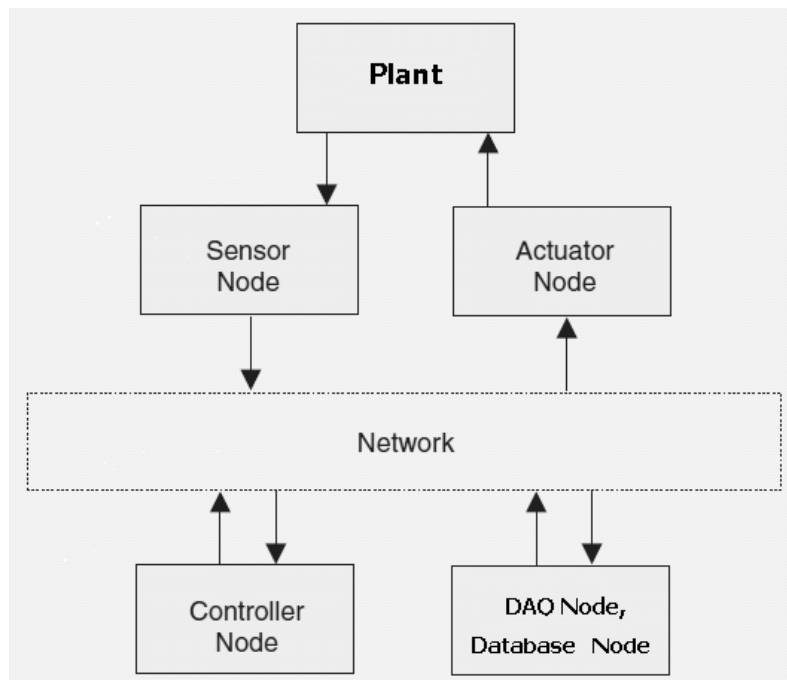 Plant
Sensor
Node
Actuator
Node
Network
Controller
Node
DAQ Node,
Database Node